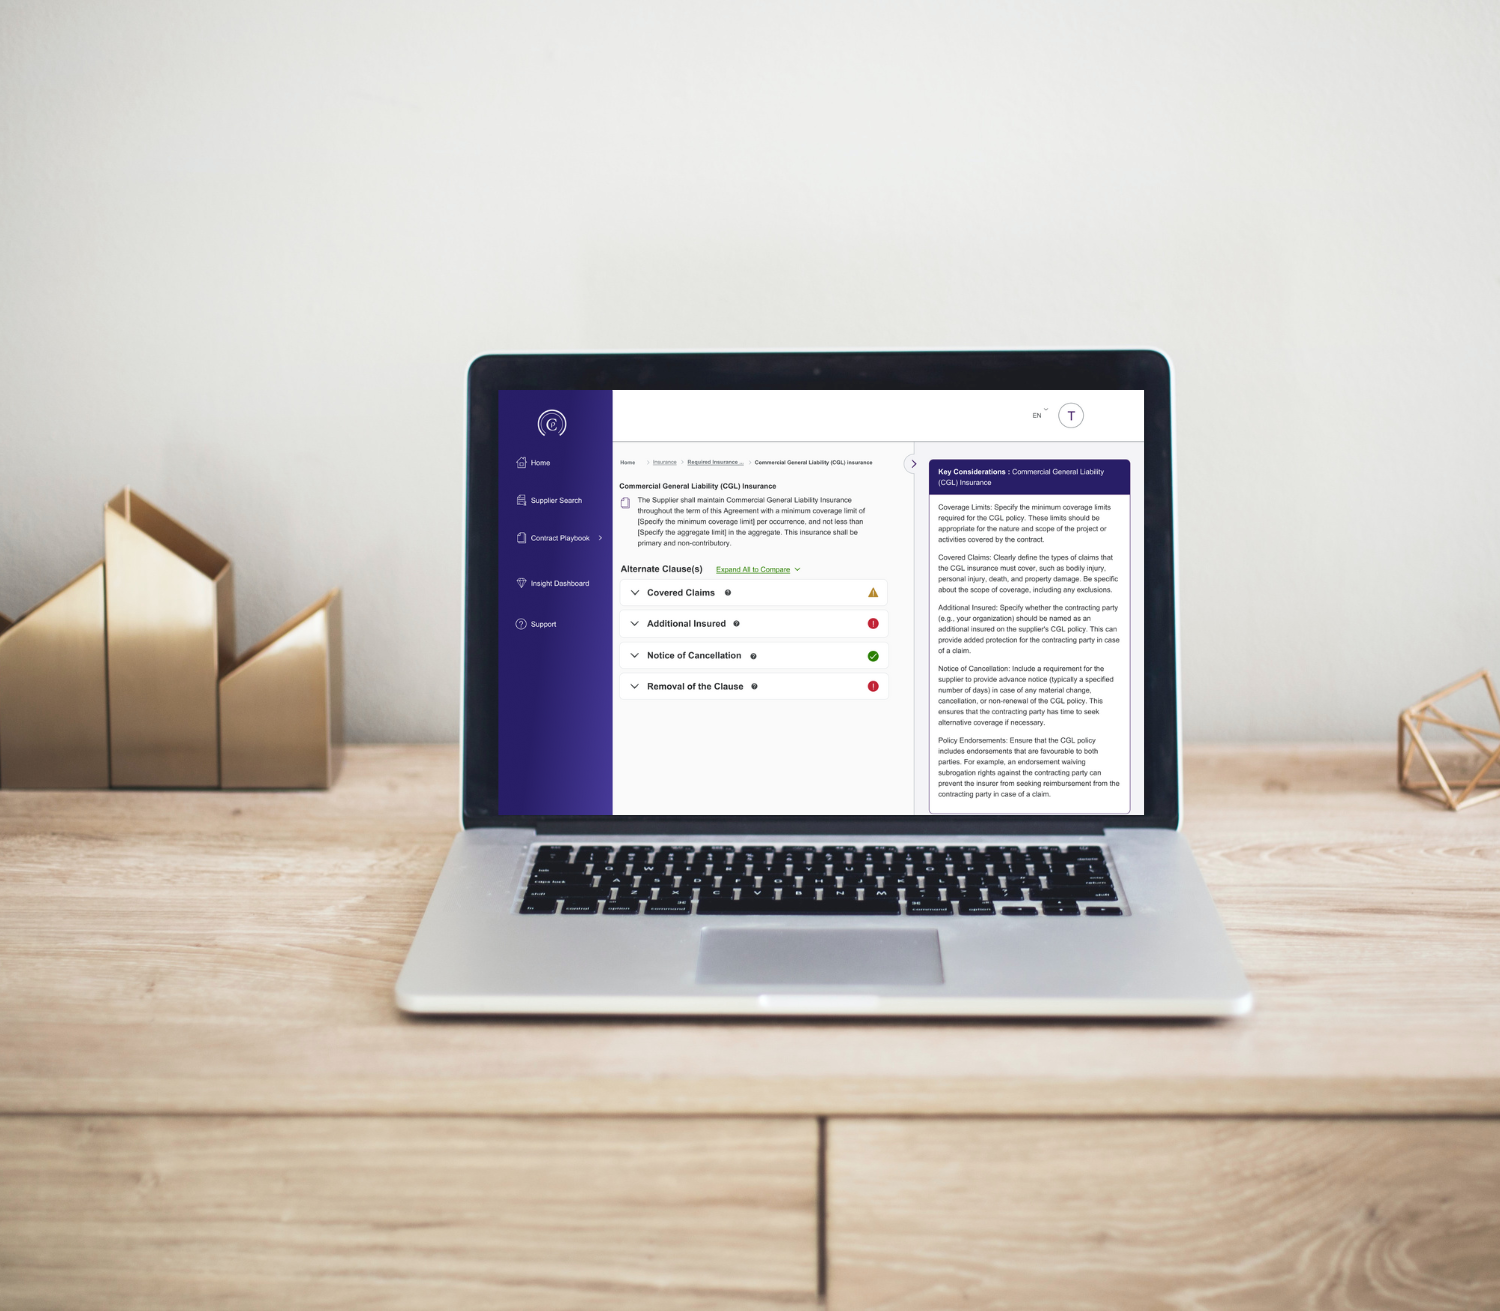 EN
T
Home
Supplier Search
Contract Playbook
Insight Dashboard
Support
Home > Insurance > Required Insurance ... > Commercial General Liability (CGL) insurance
Commercial General Liability (CGL) Insurance
The Supplier shall maintain Commercial General Liability Insurance
throughout the term of this Agreement with a minimum coverage limit of
[Specify the minimum coverage limit] per occurrence, and not less than
[Specify the aggregate limit] in the aggregate. This insurance shall be
primary and non-contributory.
Alternate Clause(s) Expand All to Compare
Covered Claims
Additional Insured
Notice of Cancellation
Removal of the Clause
Key Considerations : Commercial General Liability
(CGL) Insurance
Coverage Limits: Specify the minimum coverage limits
required for the CGL policy. These limits should be
appropriate for the nature and scope of the project or
activities covered by the contract.
Covered Claims: Clearly define the types of claims that
the CGL insurance must cover, such as bodily injury,
personal injury, death, and property damage. Be specific
about the scope of coverage, including any exclusions.
Additional Insured: Specify whether the contracting party
(e.g., your organization) should be named as an
additional insured on the supplier's CGL policy. This can
provide added protection for the contracting party in case
of a claim.
Notice of Cancellation: Include a requirement for the
supplier to provide advance notice (typically a specified
number of days) in case of any material change,
cancellation, or non-renewal of the CGL policy. This
ensures that the contracting party has time to seek
alternative coverage if necessary.
Policy Endorsements: Ensure that the CGL policy
includes endorsements that are favourable to both
parties. For example, an endorsement waiving
subrogation rights against the contracting party can
prevent the insurer from seeking reimbursement from the
contracting party in case of a claim.
Q W E R T Y U I O P
caps lock A S D F G H J K L return
shift Z X C V B N M shift
fn control option command command option